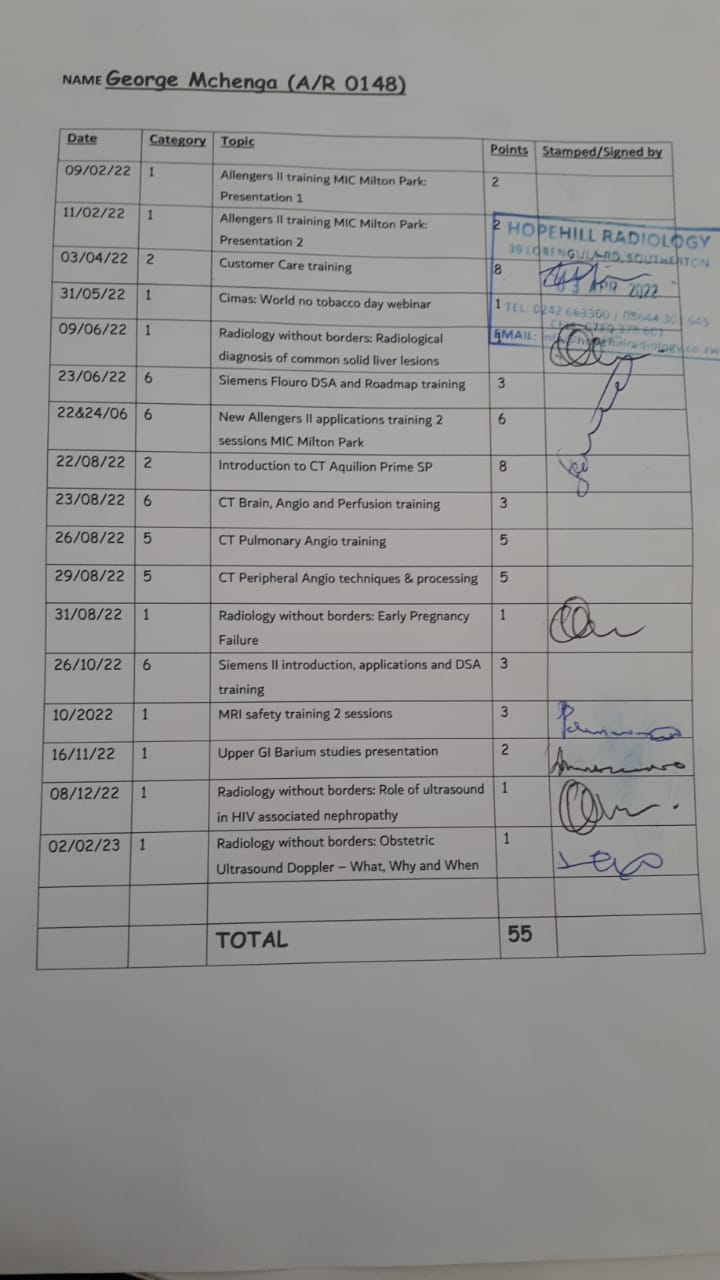 NAME George Mchenga (A/R 0148)
Date Category Topic Points Stamped/Signed by
09/02/22 1 Allengers II training MIC Milton Park: 2
Presentation 1
11/02/22 1 Allengers II training MIC Milton Park: 2
Presentation 2
HOPEHILL RADIOLOGY
39 LOBENGULA RD, SOUTHERTON
03/04/22 2 Customer Care training 8
3 APR 2022
31/05/22 1 Cimas: World no tobacco day webinar 1
TEL: 0242 663300 / 08644 301 645
09/06/22 1 Radiology without borders: Radiological
diagnosis of common solid liver lesions
EMAIL: hopehillradiology.co.zw
23/06/22 6 Siemens Flouro DSA and Roadmap training 3
22&24/06 6 New Allengers II applications training 2 6
sessions MIC Milton Park
22/08/22 2 Introduction to CT Aquilion Prime SP 8
23/08/22 6 CT Brain, Angio and Perfusion training 3
26/08/22 5 CT Pulmonary Angio training 5
29/08/22 5 CT Peripheral Angio techniques & processing 5
31/08/22 1 Radiology without borders: Early Pregnancy 1
Failure
26/10/22 6 Siemens II introduction, applications and DSA 3
training
10/2022 1 MRI safety training 2 sessions 3
16/11/22 1 Upper GI Barium studies presentation 2
08/12/22 1 Radiology without borders: Role of ultrasound 1
in HIV associated nephropathy
02/02/23 1 Radiology without borders: Obstetric 1
Ultrasound Doppler – What, Why and When
TOTAL 55